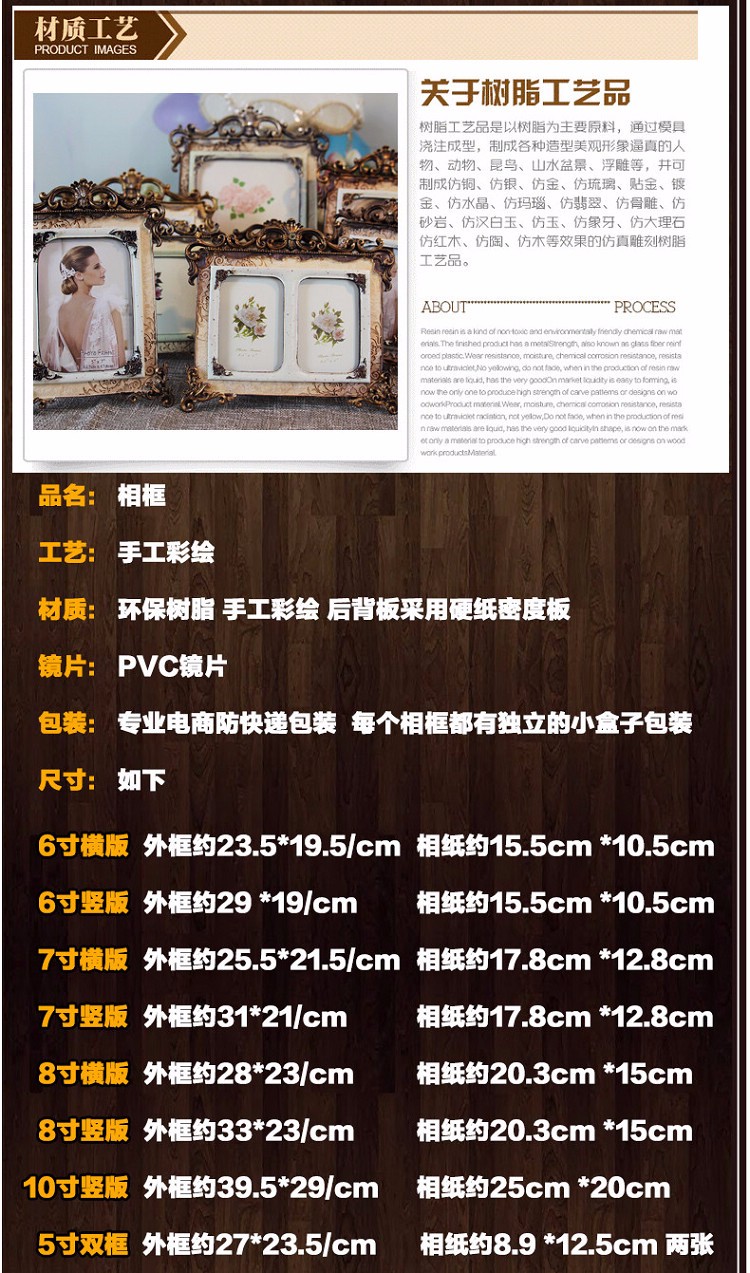 材质工艺
PRODUCT IMAGES
关于树脂工艺品
树脂工艺品是以树脂为主要原料，通过模具
浇注成型，制成各种造型美观形象逼真的人
物、动物、昆鸟、山水盆景、浮雕等，并可
制成仿铜、仿银、仿金、仿琉璃、贴金、镀
金、仿水晶、仿玛瑙、仿翡翠、仿骨雕、仿
砂岩、仿汉白玉、仿玉、仿象牙、仿大理石
仿红木、仿陶、仿木等效果的仿真雕刻树脂
工艺品。
ABOUT PROCESS
Resin resin is a kind of non-toxic and environmentally friendly chemical raw mat
erials.The finished product has a metalStrength, also known as glass fiber reinf
orced plastic.Wear resistance, moisture, chemical corrosion resistance, resista
nce to ultraviolet,No yellowing, do not fade, when in the production of resin raw
materials are liquid, has the very goodOn market liquidity is easy to forming, is
now the only one to produce high strength of carve patterns or designs on wo
odworkProduct material.Wear, moisture, chemical corrosion resistance, resista
nce to ultraviolet radiation, not yellow,Do not fade, when in the production of resi
n raw materials are liquid, has the very good liquidityIn shape, is now on the mark
et only a material to produce high strength of carve patterns or designs on wood
work productsMaterial.
品名: 相框
工艺: 手工彩绘
材质: 环保树脂 手工彩绘 后背板采用硬纸密度板
镜片: PVC镜片
包装: 专业电商防快递包装 每个相框都有独立的小盒子包装
尺寸: 如下
6寸横版 外框约23.5*19.5/cm 相纸约15.5cm *10.5cm
6寸竖版 外框约29 *19/cm 相纸约15.5cm *10.5cm
7寸横版 外框约25.5*21.5/cm 相纸约17.8cm *12.8cm
7寸竖版 外框约31*21/cm 相纸约17.8cm *12.8cm
8寸横版 外框约28*23/cm 相纸约20.3cm *15cm
8寸竖版 外框约33*23/cm 相纸约20.3cm *15cm
10寸竖版 外框约39.5*29/cm 相纸约25cm *20cm
5寸双框 外框约27*23.5/cm 相纸约8.9 *12.5cm 两张